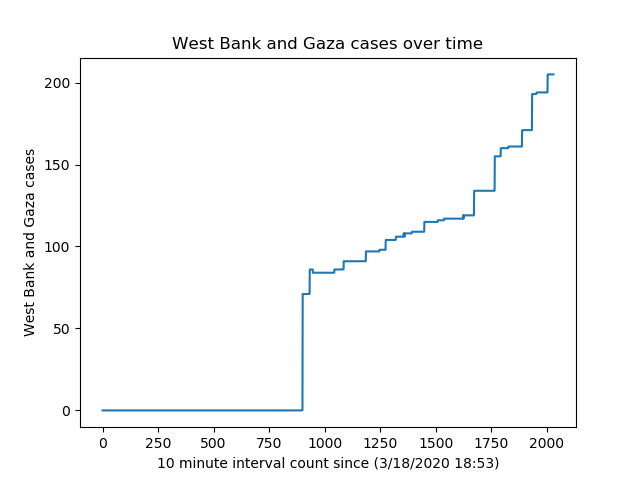 West Bank and Gaza cases over time
West Bank and Gaza cases
200
150
100
50
0
0 250 500 750 1000 1250 1500 1750 2000
10 minute interval count since (3/18/2020 18:53)